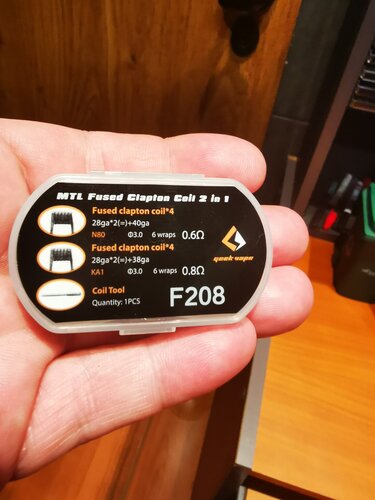 MTL Fused Clapton Coil 2 in 1
Fused clapton coil*4
28ga*2(=)+40ga
N80 Φ3.0 6 wraps 0.6Ω
Fused clapton coil*4
28ga*2(=)+38ga
KA1 Φ3.0 6 wraps 0.8Ω
geek vape
Coil Tool
Quantity: 1PCS
F208